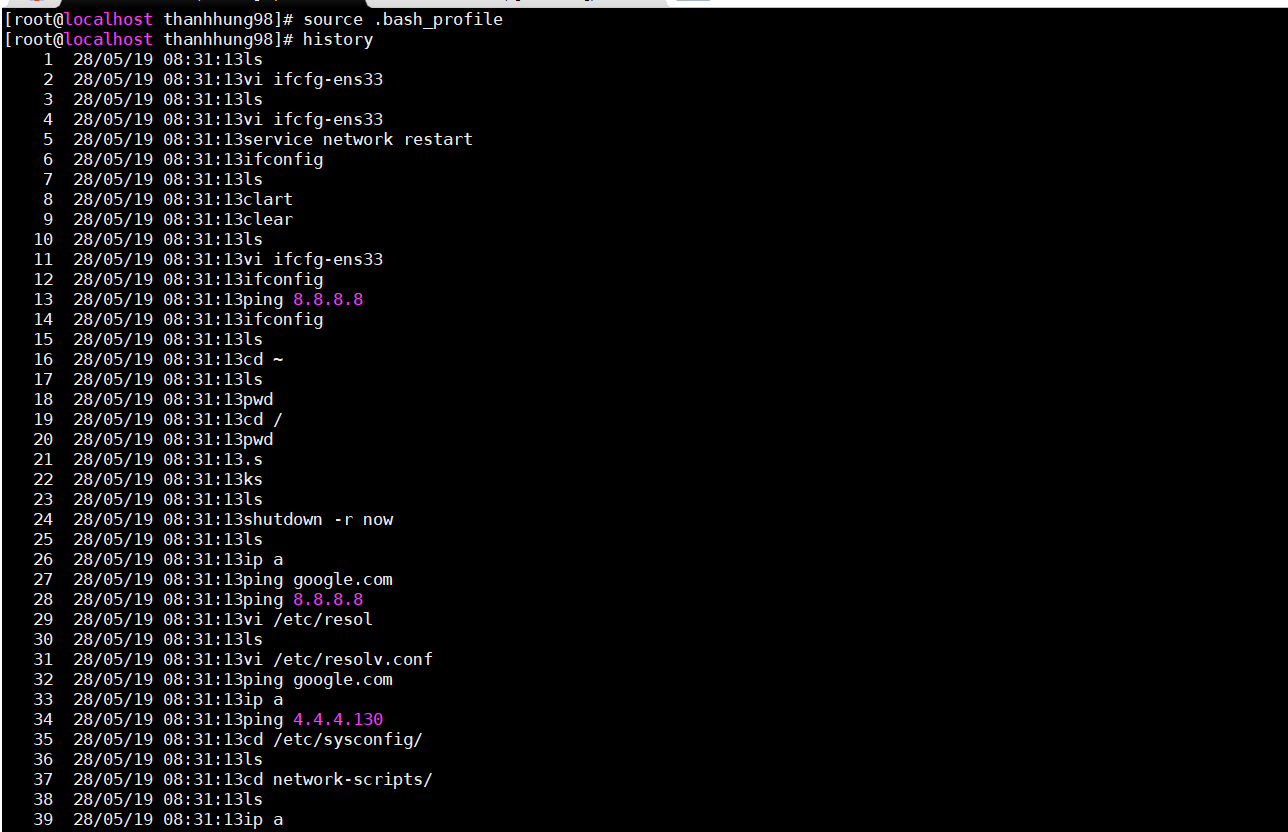 [root@localhost thanhhung98]# source .bash_profile
[root@localhost thanhhung98]# history
1 28/05/19 08:31:13ls
2 28/05/19 08:31:13vi ifcfg-ens33
3 28/05/19 08:31:13ls
4 28/05/19 08:31:13vi ifcfg-ens33
5 28/05/19 08:31:13service network restart
6 28/05/19 08:31:13ifconfig
7 28/05/19 08:31:13ls
8 28/05/19 08:31:13clart
9 28/05/19 08:31:13clear
10 28/05/19 08:31:13ls
11 28/05/19 08:31:13vi ifcfg-ens33
12 28/05/19 08:31:13ifconfig
13 28/05/19 08:31:13ping 8.8.8.8
14 28/05/19 08:31:13ifconfig
15 28/05/19 08:31:13ls
16 28/05/19 08:31:13cd ~
17 28/05/19 08:31:13ls
18 28/05/19 08:31:13pwd
19 28/05/19 08:31:13cd /
20 28/05/19 08:31:13pwd
21 28/05/19 08:31:13.s
22 28/05/19 08:31:13ks
23 28/05/19 08:31:13ls
24 28/05/19 08:31:13shutdown -r now
25 28/05/19 08:31:13ls
26 28/05/19 08:31:13ip a
27 28/05/19 08:31:13ping google.com
28 28/05/19 08:31:13ping 8.8.8.8
29 28/05/19 08:31:13vi /etc/resol
30 28/05/19 08:31:13ls
31 28/05/19 08:31:13vi /etc/resolv.conf
32 28/05/19 08:31:13ping google.com
33 28/05/19 08:31:13ip a
34 28/05/19 08:31:13ping 4.4.4.130
35 28/05/19 08:31:13cd /etc/sysconfig/
36 28/05/19 08:31:13ls
37 28/05/19 08:31:13cd network-scripts/
38 28/05/19 08:31:13ls
39 28/05/19 08:31:13ip a